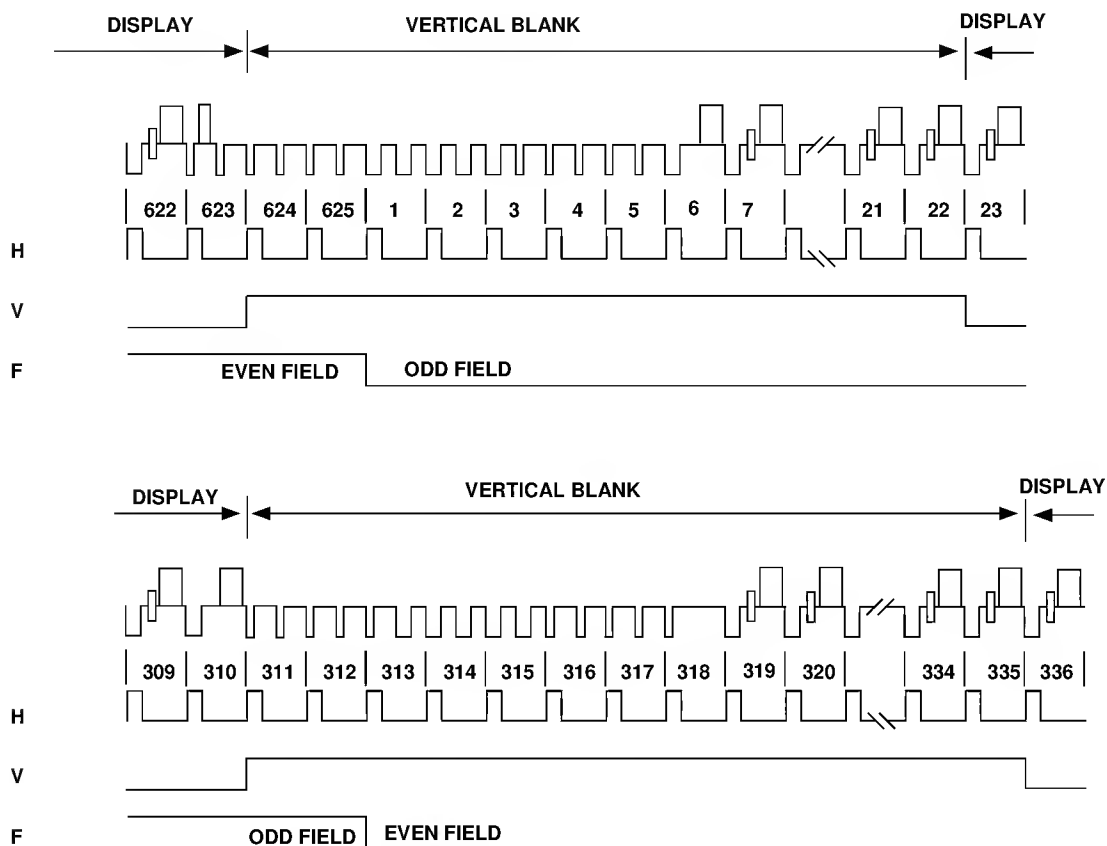 DISPLAY VERTICAL BLANK DISPLAY
622 623 624 625 1 2 3 4 5 6 7 21 22 23
H
V
F EVEN FIELD ODD FIELD
DISPLAY VERTICAL BLANK DISPLAY
309 310 311 312 313 314 315 316 317 318 319 320 334 335 336
H
V
F ODD FIELD EVEN FIELD